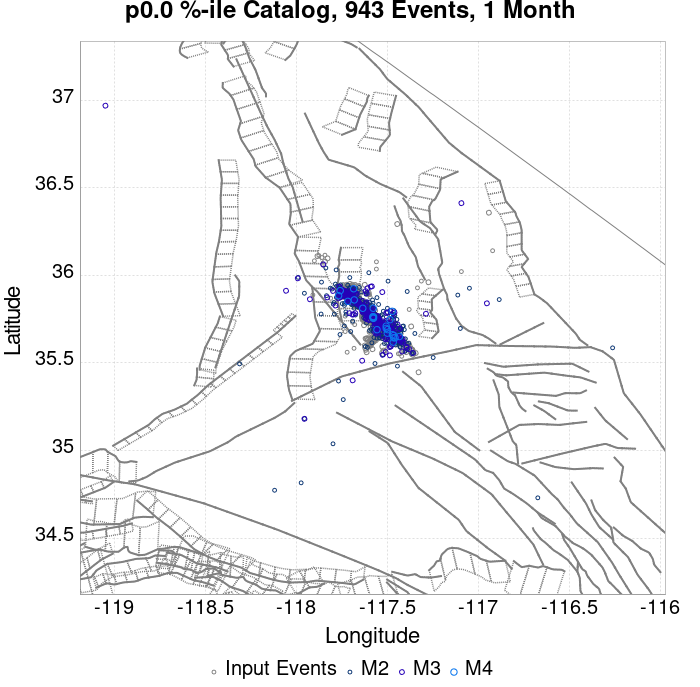 p0.0 %-ile Catalog, 943 Events, 1 Month
37
36.5
36
35.5
35
34.5
Latitude
-119 -118.5 -118 -117.5 -117 -116.5 -116
Longitude
Input Events M2 M3 M4